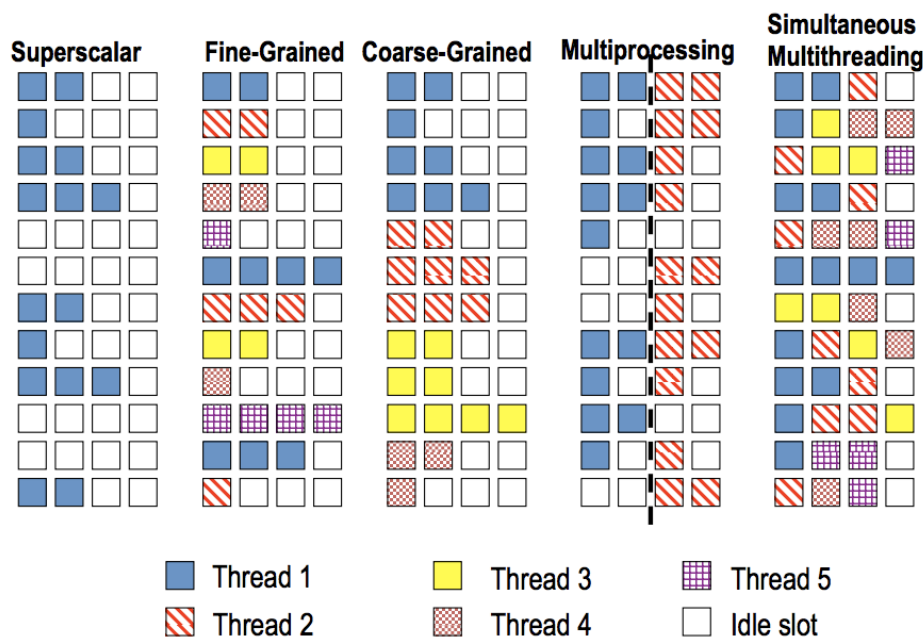 Superscalar
Fine-Grained
Coarse-Grained
Multiprocessing
Simultaneous
Multithreading
Thread 1
Thread 3
Thread 5
Thread 2
Thread 4
Idle slot